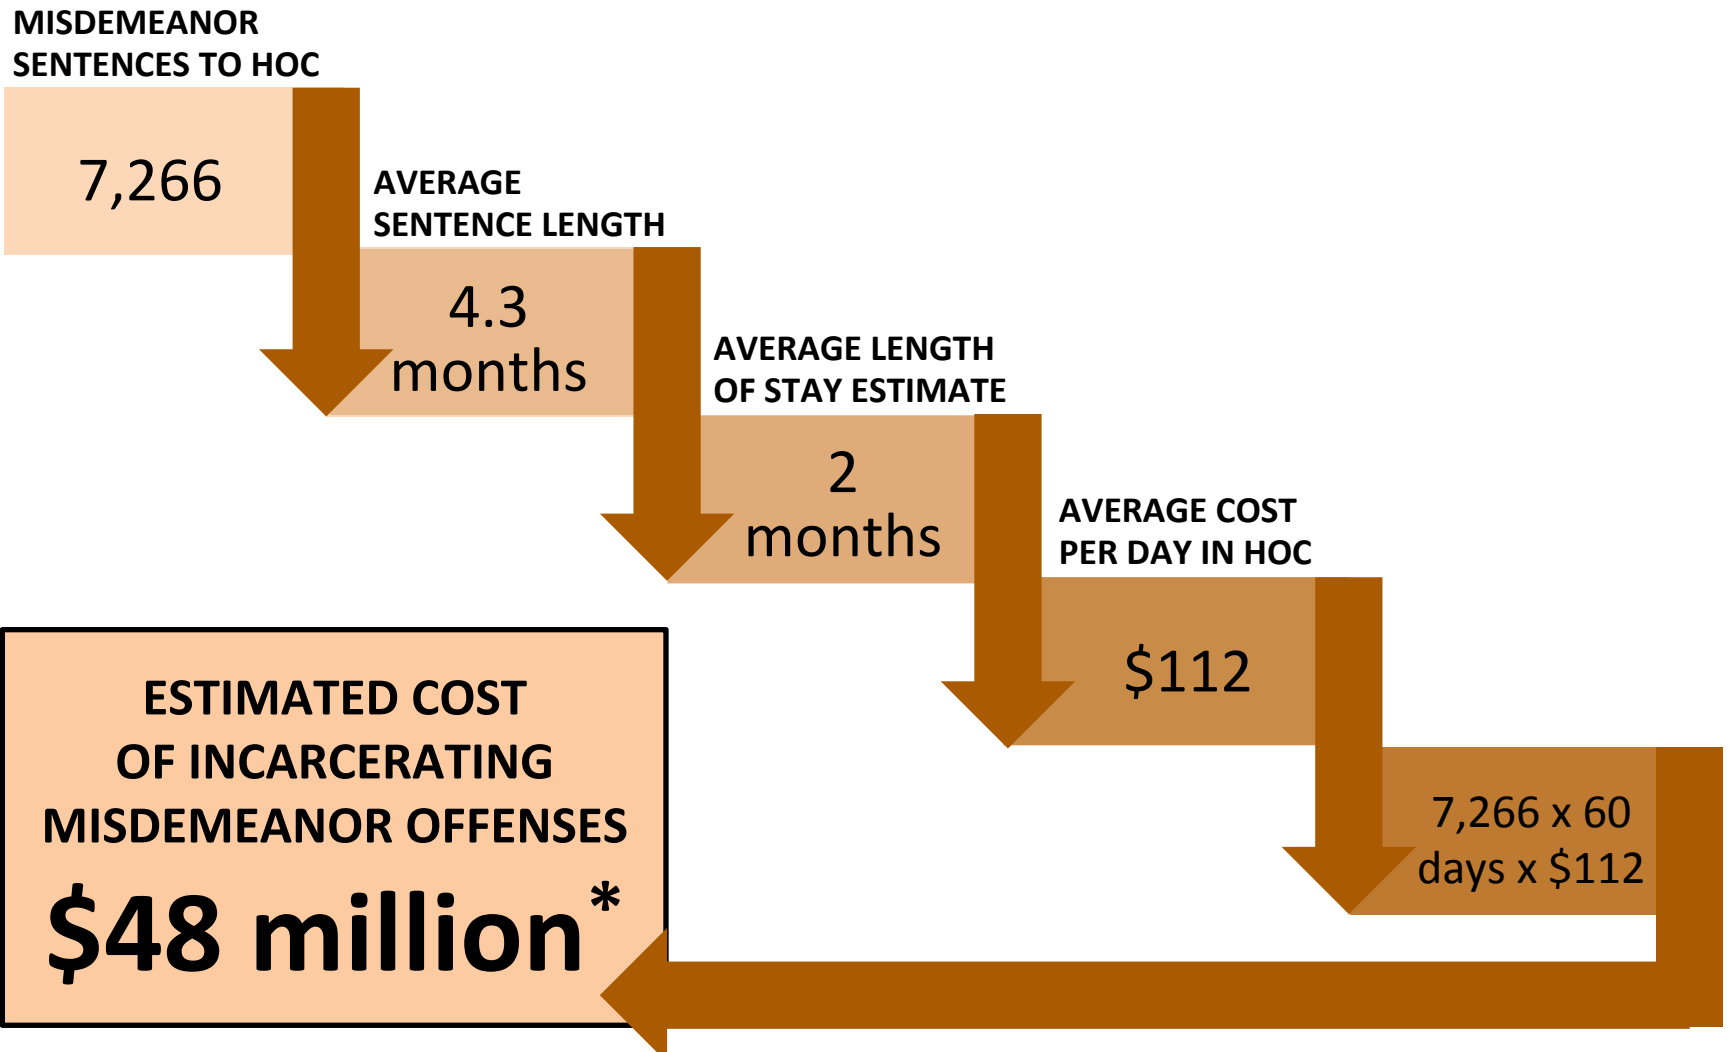 MISDEMEANOR
SENTENCES TO HOC
7,266
AVERAGE
SENTENCE LENGTH
4.3
months
AVERAGE LENGTH
OF STAY ESTIMATE
2
months
AVERAGE COST
PER DAY IN HOC
$112
7,266 x 60
days x $112
ESTIMATED COST
OF INCARCERATING
MISDEMEANOR OFFENSES
$48 million*